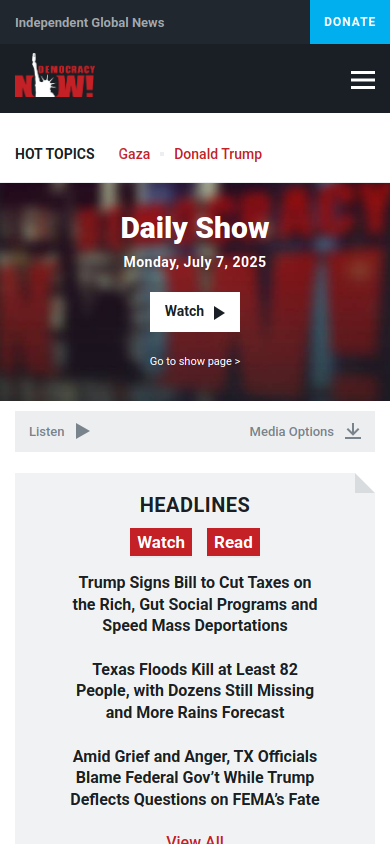 Independent Global News
DONATE
DEMOCRACY
NOW!
HOT TOPICS
Gaza
Donald Trump
Daily Show
Monday, July 7, 2025
Watch
Go to show page >
Listen
Media Options
HEADLINES
Watch
Read
Trump Signs Bill to Cut Taxes on
the Rich, Gut Social Programs and
Speed Mass Deportations
Texas Floods Kill at Least 82
People, with Dozens Still Missing
and More Rains Forecast
Amid Grief and Anger, TX Officials
Blame Federal Gov’t While Trump
Deflects Questions on FEMA’s Fate
View All